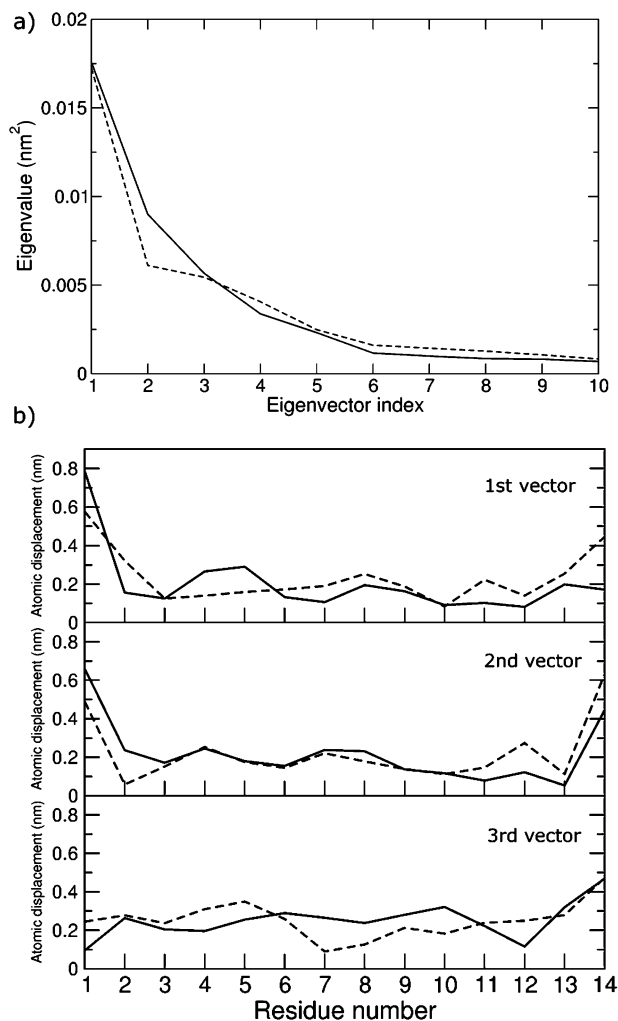 a)
0.02
0.015
0.01
0.005
0
Eigenvalue (nm²)
1 2 3 4 5 6 7 8 9 10
Eigenvector index
b)
0.8
0.6
0.4
0.2
0
Atomic displacement (nm)
1st vector
0.8
0.6
0.4
0.2
0
Atomic displacement (nm)
2nd vector
0.8
0.6
0.4
0.2
0
Atomic displacement (nm)
3rd vector
1 2 3 4 5 6 7 8 9 10 11 12 13 14
Residue number